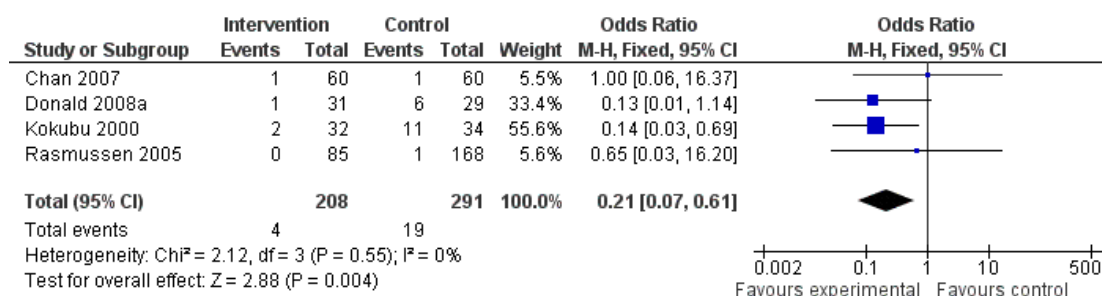 Intervention Control Odds Ratio Odds Ratio
Study or Subgroup Events Total Events Total Weight M-H, Fixed, 95% CI M-H, Fixed, 95% CI
Chan 2007 1 60 1 60 5.5% 1.00 [0.06, 16.37]
Donald 2008a 1 31 6 29 33.4% 0.13 [0.01, 1.14]
Kokubu 2000 2 32 11 34 55.6% 0.14 [0.03, 0.69]
Rasmussen 2005 0 85 1 168 5.6% 0.65 [0.03, 16.20]
Total (95% CI) 208 291 100.0% 0.21 [0.07, 0.61]
Total events 4 19
Heterogeneity: Chi² = 2.12, df = 3 (P = 0.55); I² = 0%
Test for overall effect: Z = 2.88 (P = 0.004)
0.002 0.1 1 10 500
Favours experimental Favours control